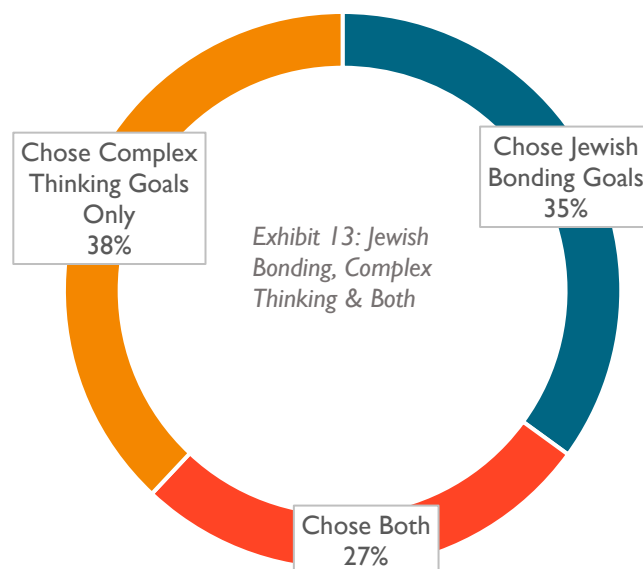 Chose Complex
Thinking Goals
Only
38%
Chose Jewish
Bonding Goals
35%
Exhibit 13: Jewish
Bonding, Complex
Thinking & Both
Chose Both
27%